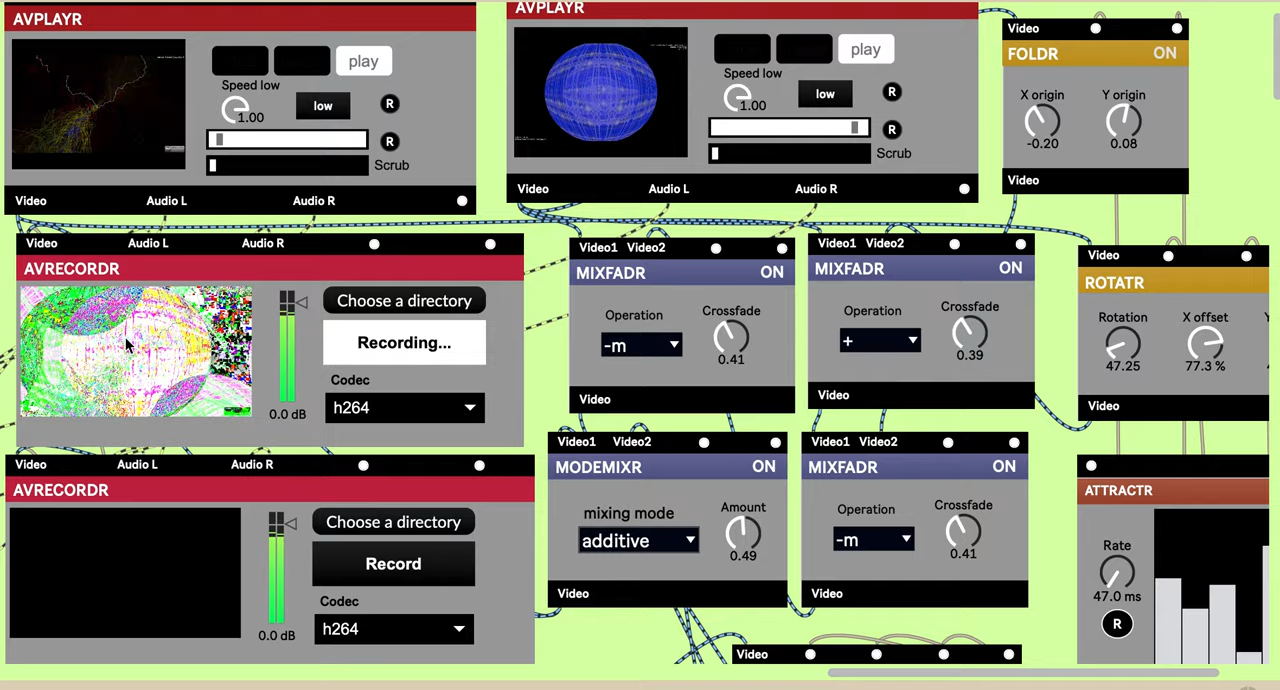 AVPLAYR
play
Speed low
1.00
low
R
R
Scrub
Video Audio L Audio R
AVPLAYR
play
Speed low
1.00
low
R
R
Scrub
Video Audio L Audio R
Video
FOLDR ON
X origin Y origin
-0.20 0.08
Video
Video Audio L Audio R
AVRECORDR
Choose a directory
Recording...
Codec
h264
0.0 dB
Video1 Video2
MIXFADR ON
Operation Crossfade
-m
0.41
Video
Video1 Video2
MIXFADR ON
Operation Crossfade
+
0.39
Video
Video
ROTATR
Rotation X offset Y
47.25 77.3 %
Video
Video Audio L Audio R
AVRECORDR
Choose a directory
Record
Codec
h264
0.0 dB
Video1 Video2
MODEMIXR ON
mixing mode Amount
additive
0.49
Video
Video1 Video2
MIXFADR ON
Operation Crossfade
-m
0.41
Video
ATTRACTR
Rate
47.0 ms
R
Video